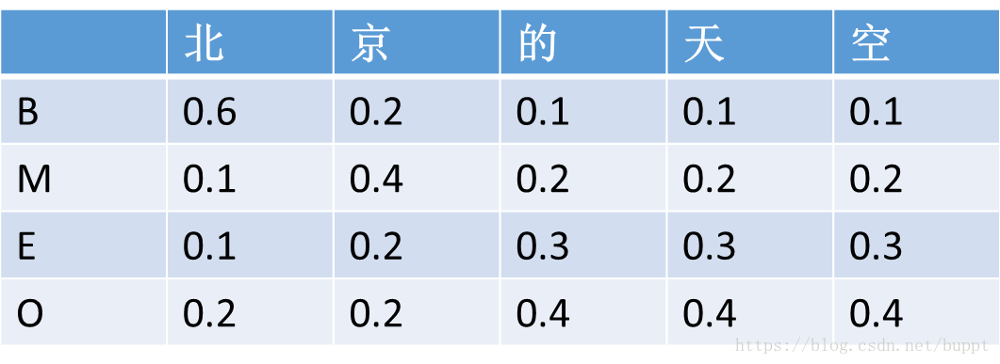 北 京 的 天 空
B 0.6 0.2 0.1 0.1 0.1
M 0.1 0.4 0.2 0.2 0.2
E 0.1 0.2 0.3 0.3 0.3
O 0.2 0.2 0.4 0.4 0.4
https://blog.csdn.net/buppt